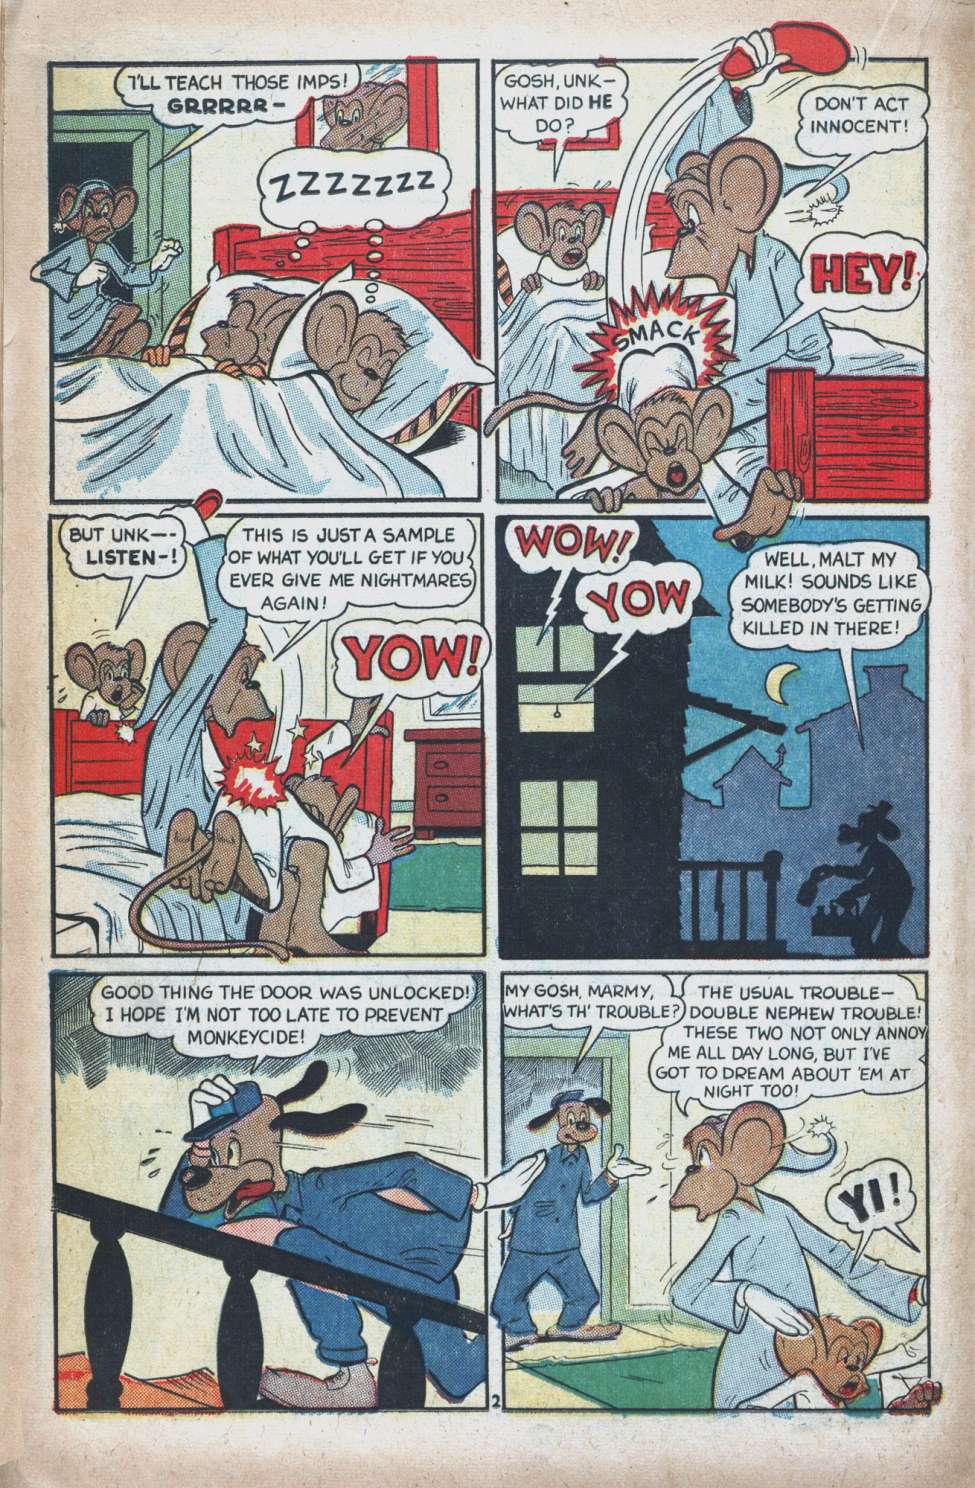 I'LL TEACH THOSE IMPS!
GRRRRR-
ZZZZZZZ
GOSH, UNK-
WHAT DID HE
DO?
DON'T ACT
INNOCENT!
HEY!
SMACK
BUT UNK---
LISTEN-!
THIS IS JUST A SAMPLE
OF WHAT YOU'LL GET IF YOU
EVER GIVE ME NIGHTMARES
AGAIN!
YOW!
WOW!
YOW
WELL, MALT MY
MILK! SOUNDS LIKE
SOMEBODY'S GETTING
KILLED IN THERE!
GOOD THING THE DOOR WAS UNLOCKED!
I HOPE I'M NOT TOO LATE TO PREVENT
MONKEYCIDE!
MY GOSH, MARMY,
WHAT'S TH' TROUBLE?
THE USUAL TROUBLE-
DOUBLE NEPHEW TROUBLE!
THESE TWO NOT ONLY ANNOY
ME ALL DAY LONG, BUT I'VE
GOT TO DREAM ABOUT 'EM AT
NIGHT TOO!
YI!
2